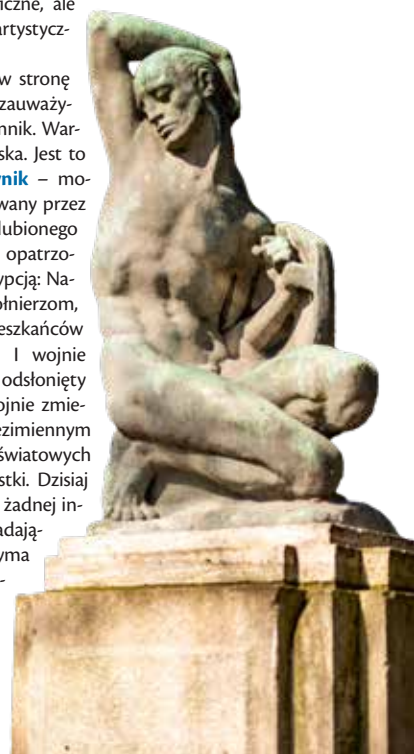 iczne, ale
artystycz-
w stronę
zauważy-
nnik. War-
ska. Jest to
nik – mo-
wany przez
lubionego
opatrzo-
ypcją: Na-
ołnierzom,
eszkańców
I wojnie
odsłonięty
ojnie zmie-
ezimiennym
światowych
stki. Dzisiaj
żadnej in-
adają-
yma
-